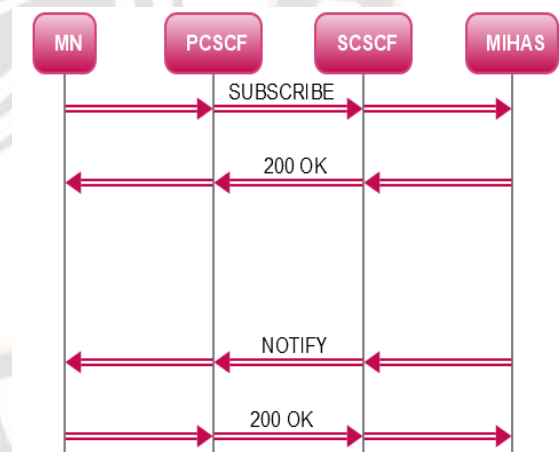 MN PCSCF SCSCF MIHAS
SUBSCRIBE
200 OK
NOTIFY
200 OK